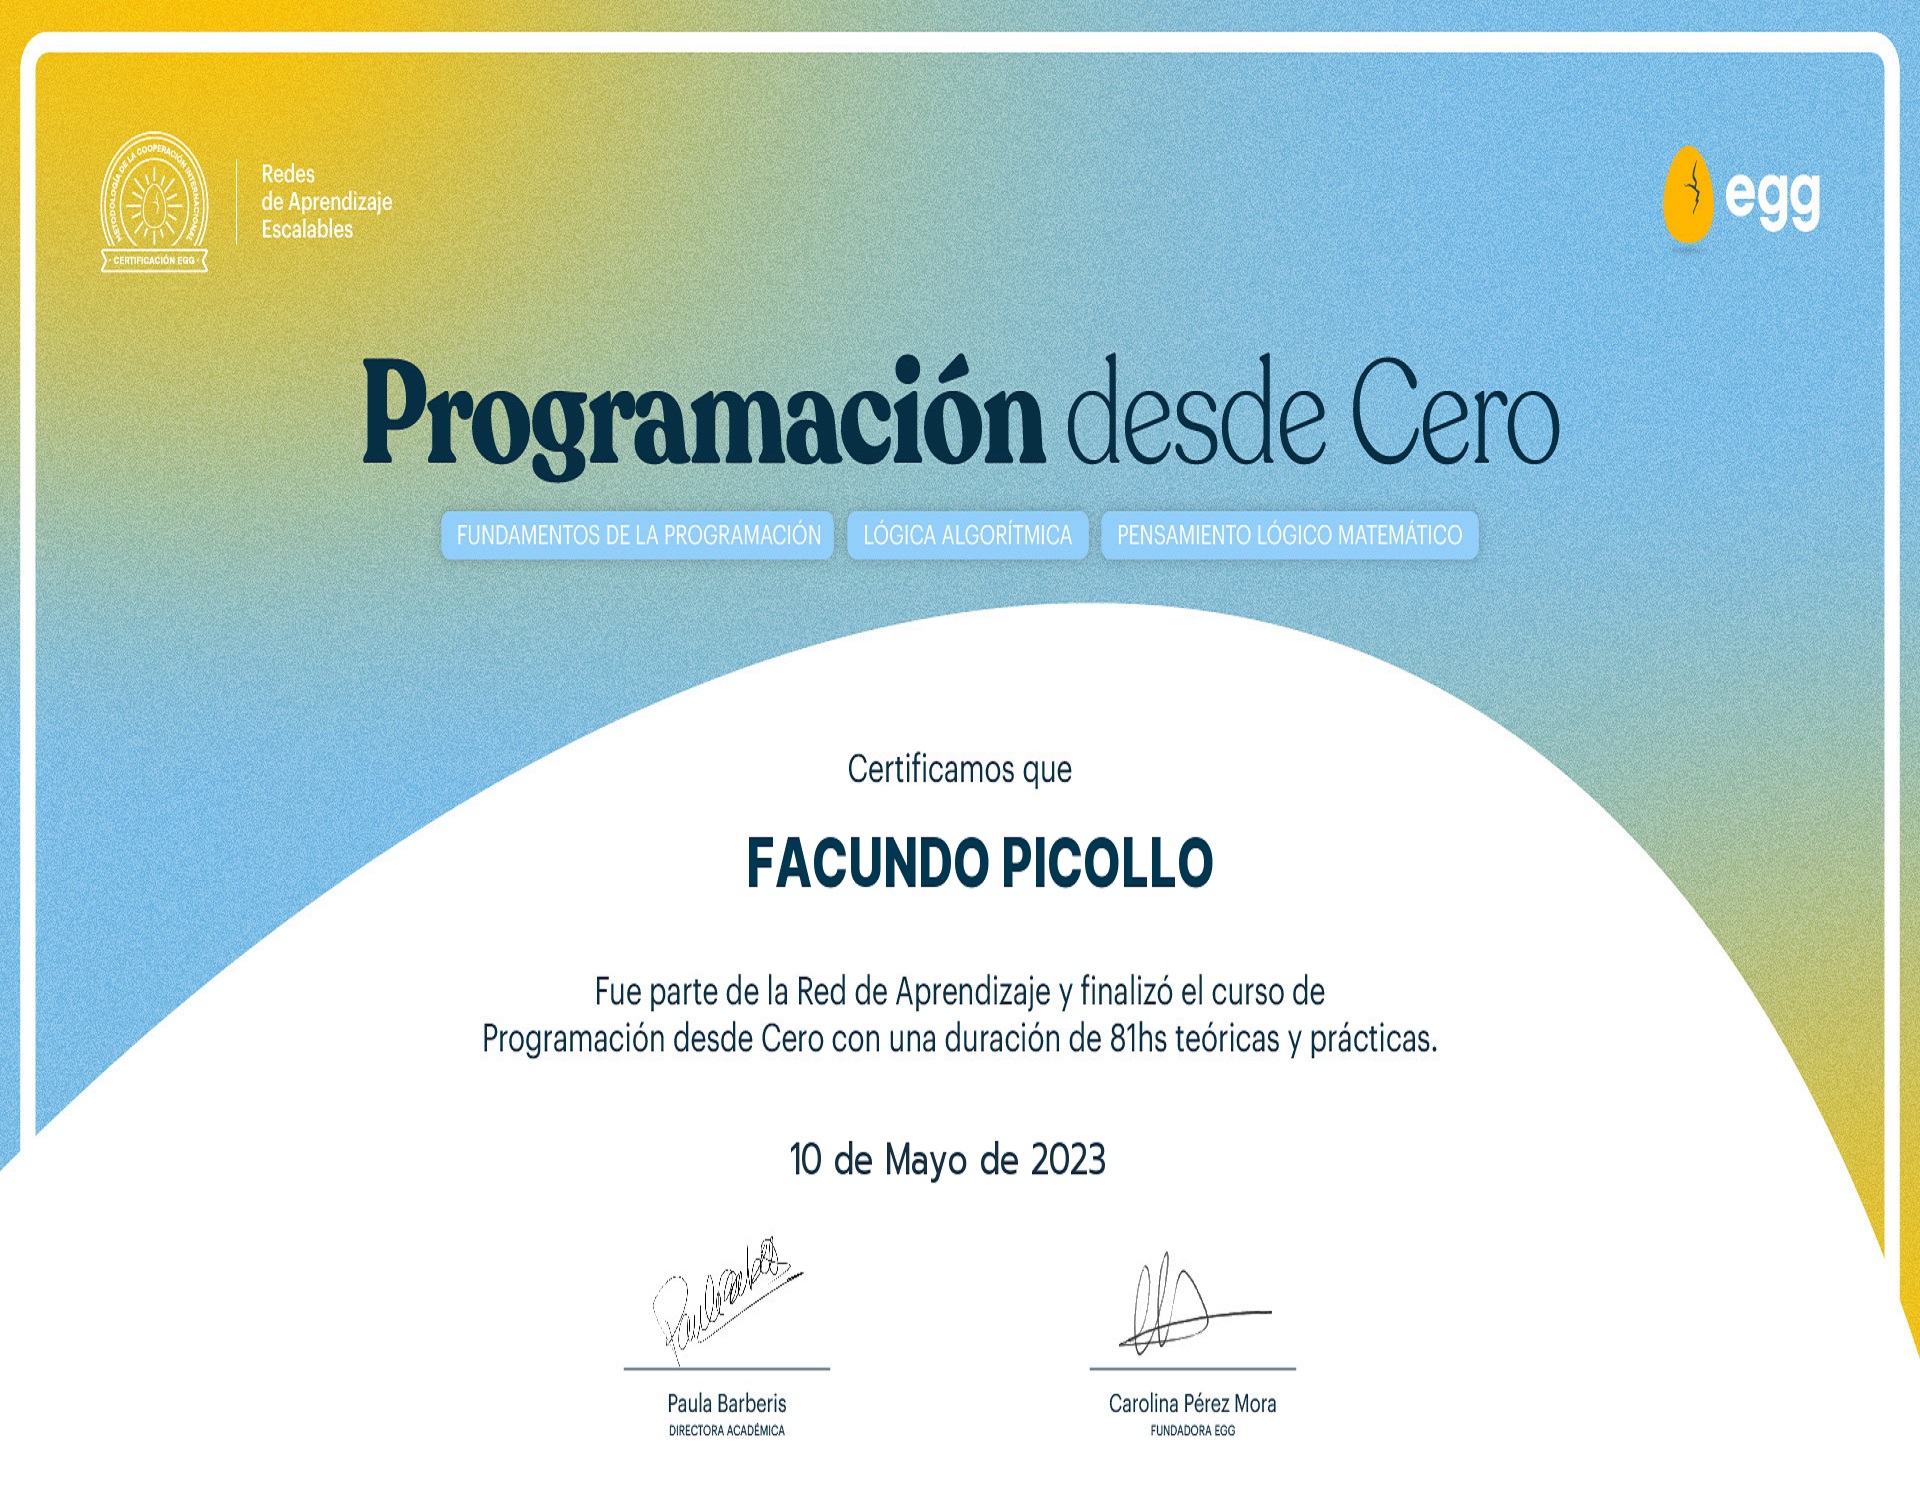 METODOLOGÍA DE LA COOPERACIÓN INTERNACIONAL
· CERTIFICACIÓN EGG ·
Redes
de Aprendizaje
Escalables
egg
Programación desde Cero
FUNDAMENTOS DE LA PROGRAMACIÓN LÓGICA ALGORÍTMICA PENSAMIENTO LÓGICO MATEMÁTICO
Certificamos que
FACUNDO PICOLLO
Fue parte de la Red de Aprendizaje y finalizó el curso de
Programación desde Cero con una duración de 81hs teóricas y prácticas.
10 de Mayo de 2023
Paula Barberis
DIRECTORA ACADÉMICA
Carolina Pérez Mora
FUNDADORA EGG